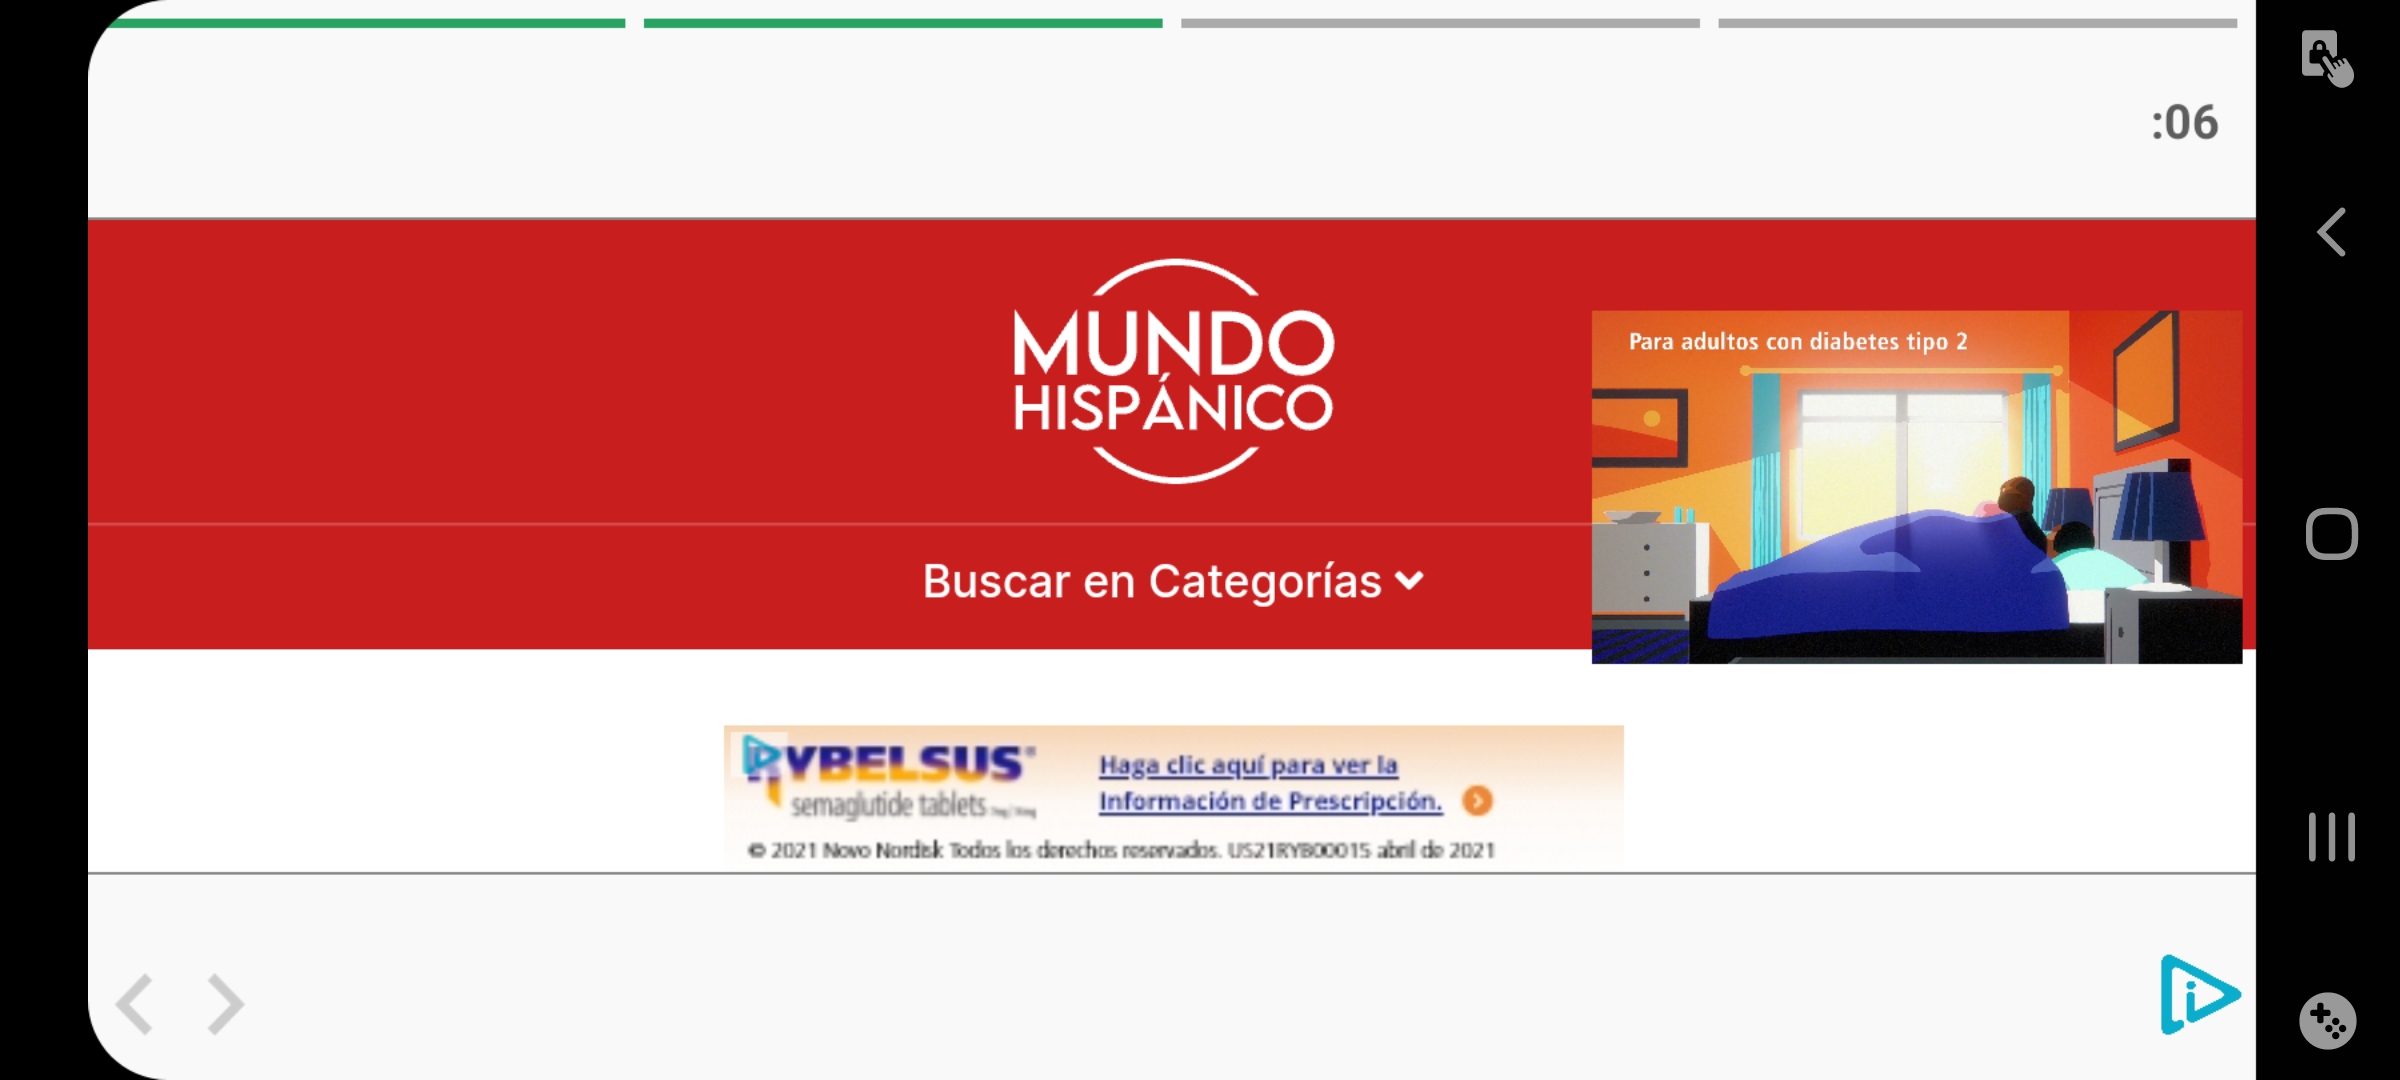 :06
MUNDO
HISPÁNICO
Para adultos con diabetes tipo 2
Buscar en Categorías
RYBELSUS®
semaglutide tablets
Haga clic aquí para ver la
Información de Prescripción.
© 2021 Novo Nordisk Todos los derechos reservados. US21RYB00015 abril de 2021